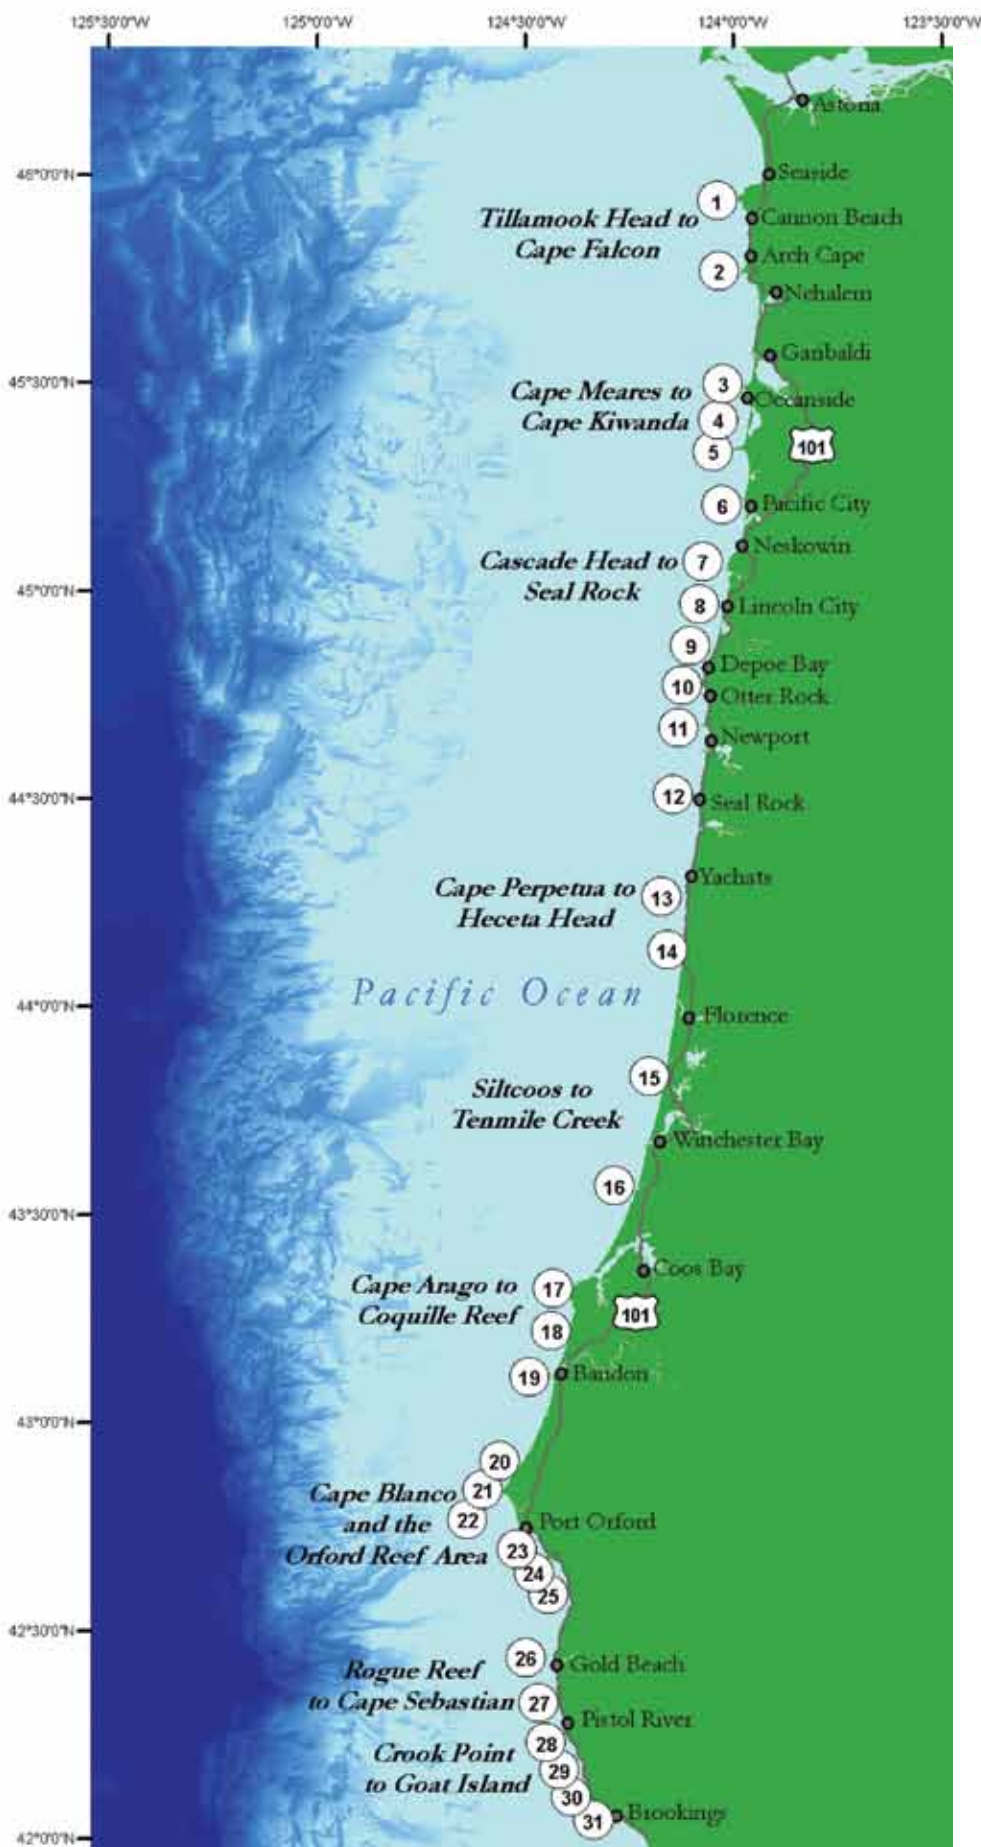 125°30'0"W 125°0'0"W 124°30'0"W 124°0'0"W 123°30'0"W
Astoria
46°0'0"N
Seaside
1
Tillamook Head to
Cape Falcon
Cannon Beach
Arch Cape
2
Nehalem
Garibaldi
45°30'0"N
3
Cape Meares to
Cape Kiwanda
Oceanside
4
5
101
6
Pacific City
Neskowin
7
Cascade Head to
Seal Rock
45°0'0"N
8
Lincoln City
9
Depoe Bay
10
Otter Rock
11
Newport
44°30'0"N
12
Seal Rock
Yachats
Cape Perpetua to
Heceta Head
13
14
Pacific Ocean
44°0'0"N
Florence
15
Siltcoos to
Tenmile Creek
Winchester Bay
16
43°30'0"N
Coos Bay
17
Cape Arago to
Coquille Reef
101
18
19
Bandon
43°0'0"N
20
21
Cape Blanco
and the
Orford Reef Area
22
Port Orford
23
24
25
42°30'0"N
26
Gold Beach
Rogue Reef
to Cape Sebastian
27
Pistol River
28
Crook Point
to Goat Island
29
30
31
Brookings
42°0'0"N